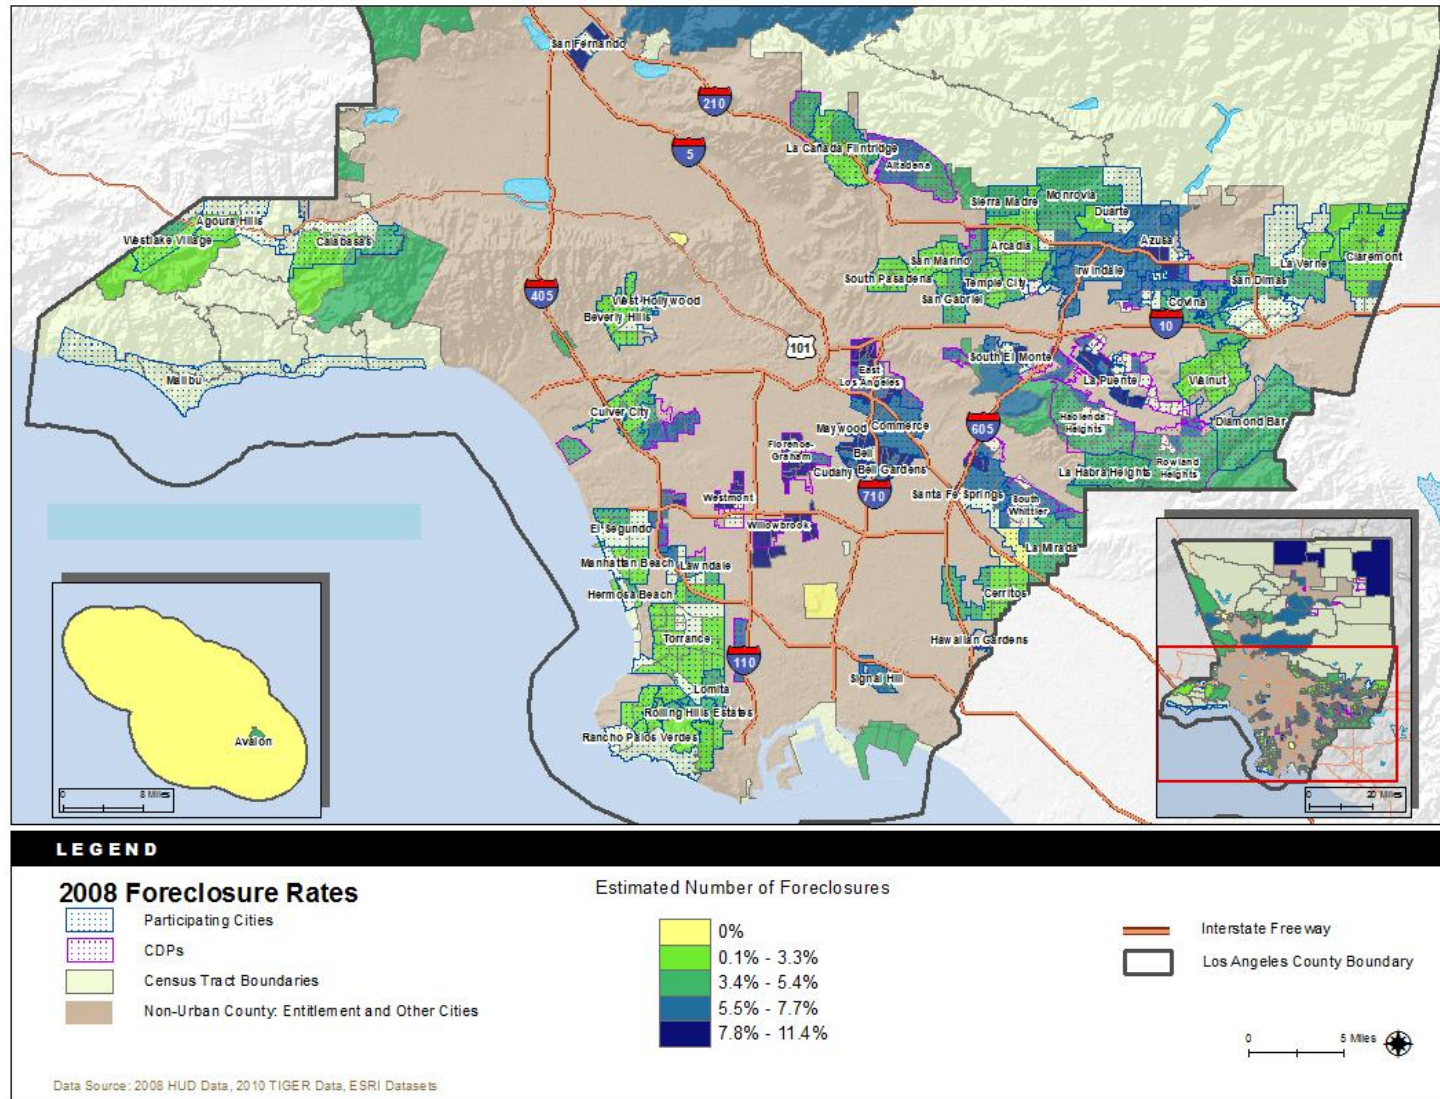 San Fernando
210
5
La Canada Flintridge
Altadena
Sierra Madre
Monrovia
Duarte
Agoura Hills
Westlake Village
Calabasas
Arcadia
Azusa
La Verne
Claremont
San Marino
Irwindale
South Pasadena
Temple City
San Dimas
San Gabriel
Covina
405
West Hollywood
Beverly Hills
10
101
South El Monte
East
Los Angeles
La Puente
Walnut
Malibu
Culver City
Maywood
Commerce
605
Hacienda
Heights
Diamond Bar
Florence-
Graham
Bell
Cudahy
Bell Gardens
La Habra Heights
Rowland
Heights
710
Westmont
Santa Fe Springs
South
Whittier
El Segundo
Willowbrook
La Mirada
Manhattan Beach
Lawndale
Hermosa Beach
Cerritos
Torrance
Hawaiian Gardens
110
Signal Hill
Lomita
Rolling Hills Estates
Rancho Palos Verdes
Avalon
0 8 Miles
0 20 Miles
LEGEND
2008 Foreclosure Rates
Participating Cities
CDPs
Census Tract Boundaries
Non-Urban County: Entitlement and Other Cities
Estimated Number of Foreclosures
0%
0.1% - 3.3%
3.4% - 5.4%
5.5% - 7.7%
7.8% - 11.4%
Interstate Freeway
Los Angeles County Boundary
0 5 Miles
Data Source: 2008 HUD Data, 2010 TIGER Data, ESRI Datasets